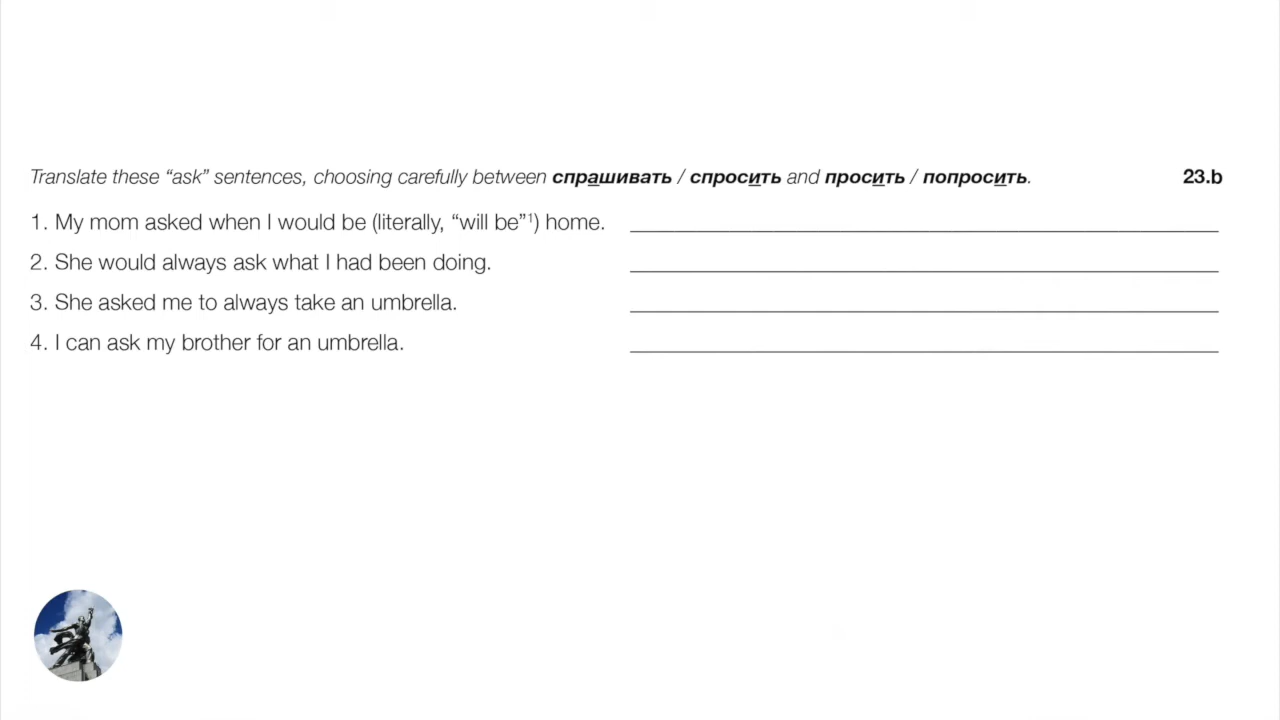 Translate these “ask” sentences, choosing carefully between спрашивать / спросить and просить / попросить. 23.b
1. My mom asked when I would be (literally, “will be”¹) home.
2. She would always ask what I had been doing.
3. She asked me to always take an umbrella.
4. I can ask my brother for an umbrella.